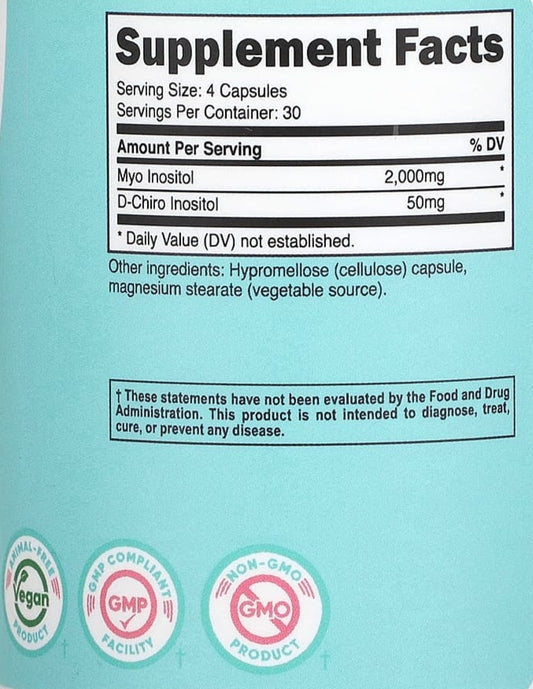 Supplement Facts
Serving Size: 4 Capsules
Servings Per Container: 30
Amount Per Serving % DV
Myo Inositol 2,000mg *
D-Chiro Inositol 50mg *
* Daily Value (DV) not established.
Other ingredients: Hypromellose (cellulose) capsule,
magnesium stearate (vegetable source).
† These statements have not been evaluated by the Food and Drug
Administration. This product is not intended to diagnose, treat,
cure, or prevent any disease.
ANIMAL-FREE
Vegan
PRODUCT
†
GMP COMPLIANT
GMP
FACILITY
†
NON-GMO
GMO
PRODUCT
†